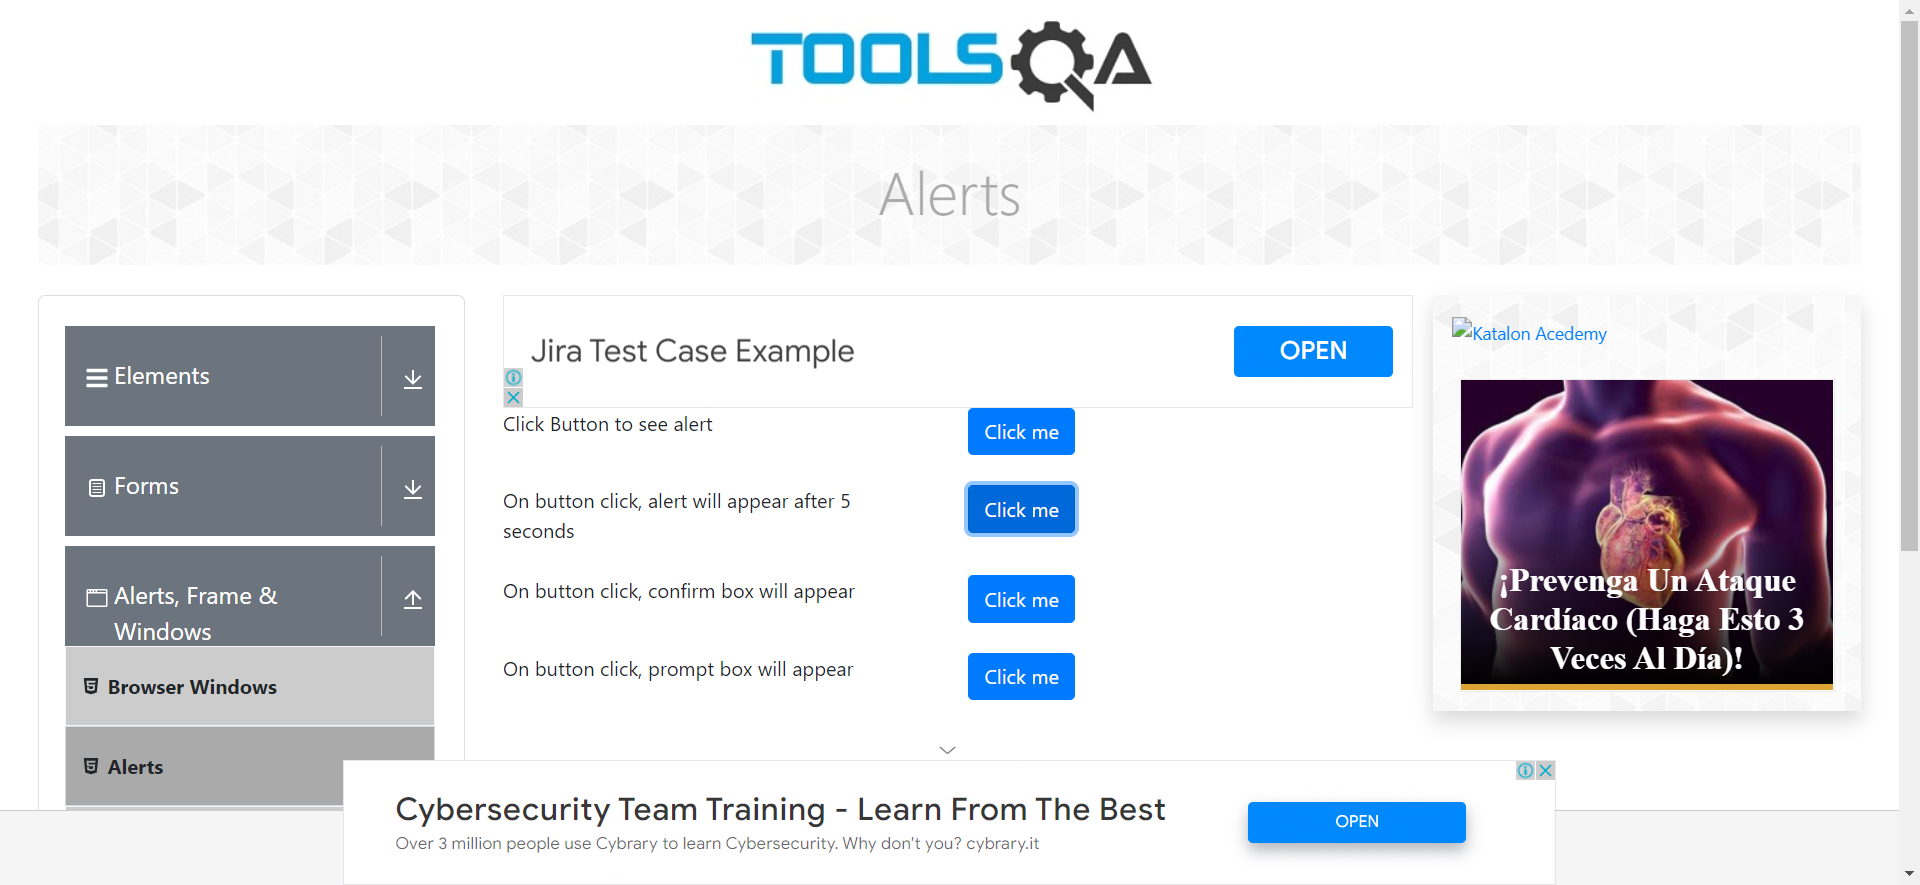 TOOLSQA
Alerts
Elements
Forms
Alerts, Frame &
Windows
Browser Windows
Alerts
Jira Test Case Example
OPEN
Click Button to see alert
Click me
On button click, alert will appear after 5
seconds
Click me
On button click, confirm box will appear
Click me
On button click, prompt box will appear
Click me
Katalon Acedemy
¡Prevenga Un Ataque
Cardíaco (Haga Esto 3
Veces Al Día)!
Cybersecurity Team Training - Learn From The Best
Over 3 million people use Cybrary to learn Cybersecurity. Why don't you? cybrary.it
OPEN